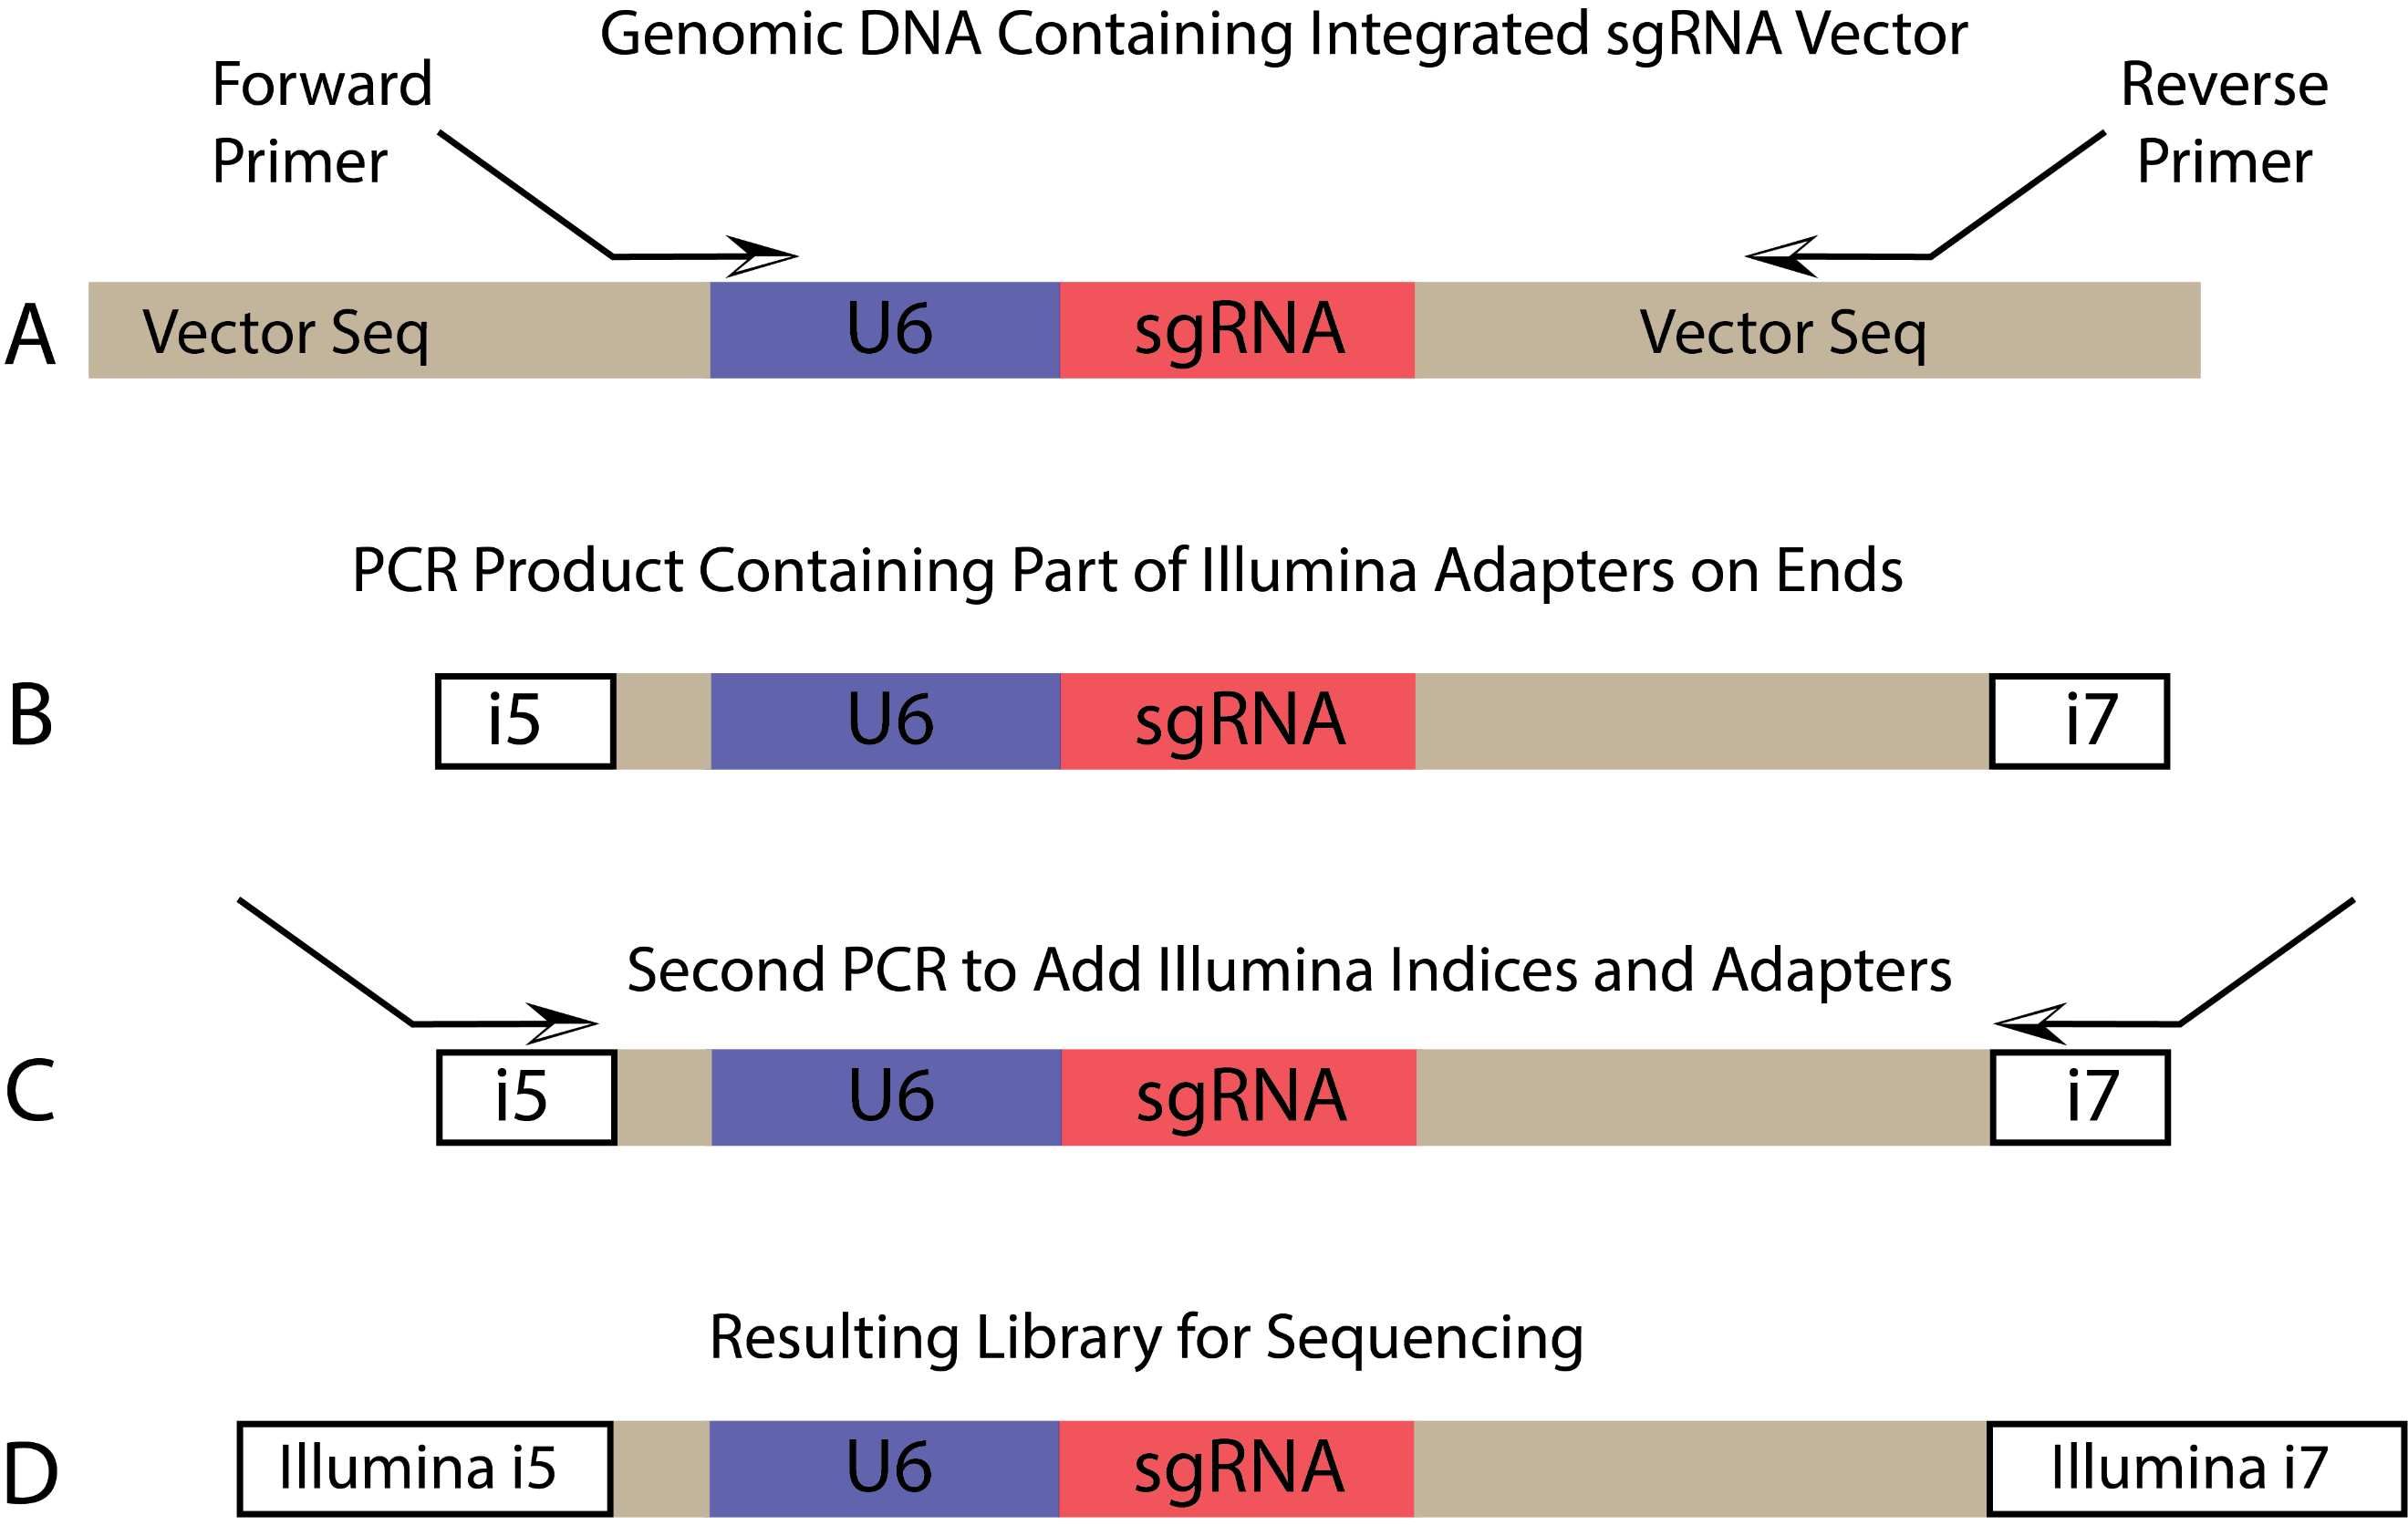 Genomic DNA Containing Integrated sgRNA Vector
Forward
Primer
Reverse
Primer
A
Vector Seq
U6
sgRNA
Vector Seq
PCR Product Containing Part of Illumina Adapters on Ends
B
i5
U6
sgRNA
i7
Second PCR to Add Illumina Indices and Adapters
C
i5
U6
sgRNA
i7
Resulting Library for Sequencing
D
Illumina i5
U6
sgRNA
Illumina i7